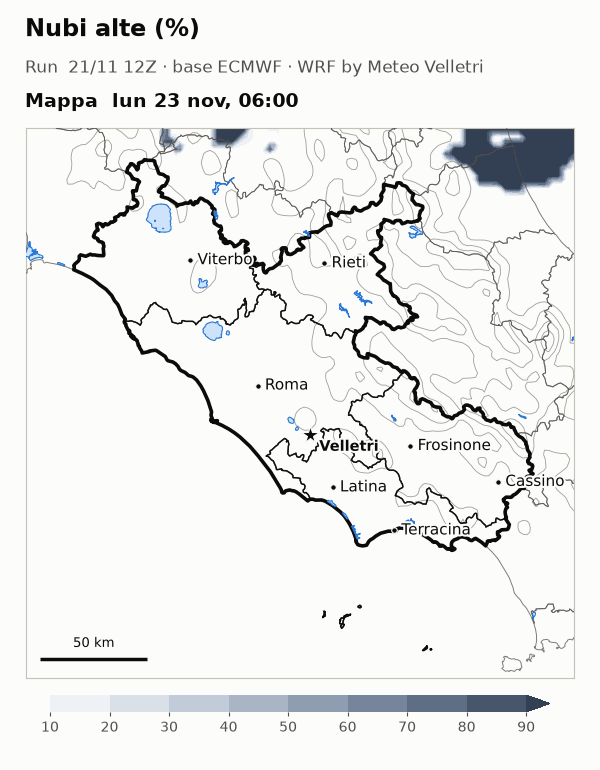 Nubi alte (%)
Run 21/11 12Z · base ECMWF · WRF by Meteo Velletri
Mappa lun 23 nov, 06:00
Viterbo
Rieti
Roma
Velletri
Frosinone
Latina
Cassino
Terracina
50 km
10 20 30 40 50 60 70 80 90